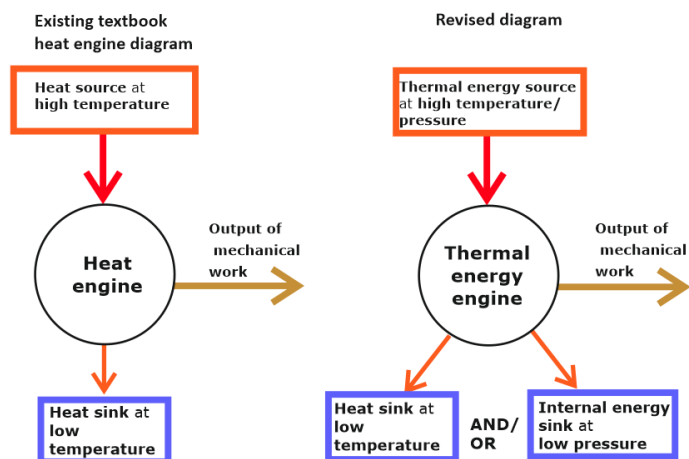 Existing textbook
heat engine diagram
Heat source at
high temperature
Output of
mechanical
work
Heat
engine
Heat sink at
low
temperature
Revised diagram
Thermal energy source
at high temperature/
pressure
Output of
mechanical
work
Thermal
energy
engine
Heat sink at
low
temperature
AND/
OR
Internal energy
sink at
low pressure